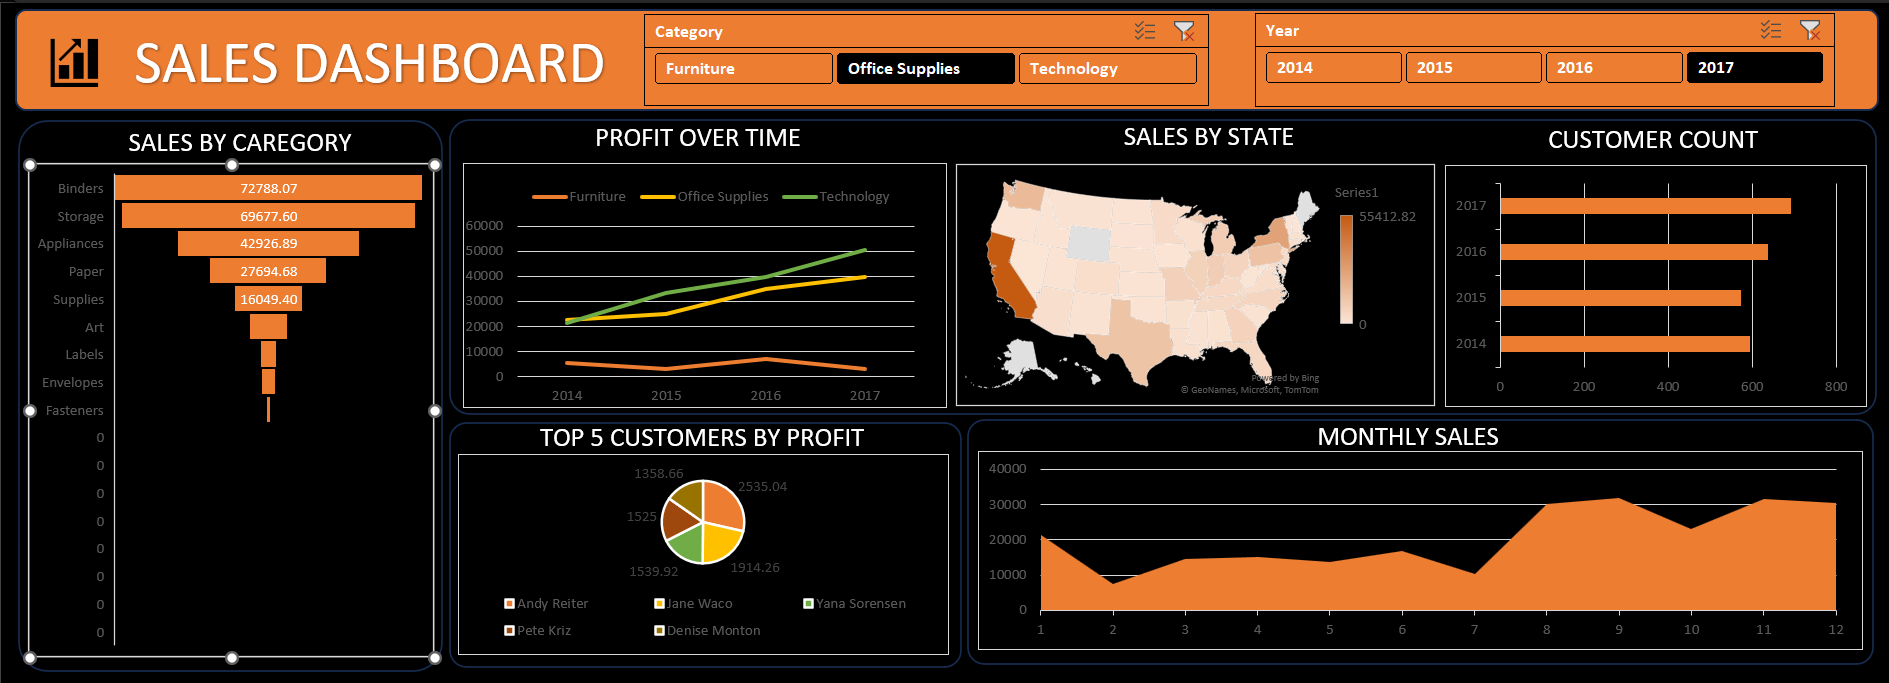 SALES DASHBOARD
Category
Furniture
Office Supplies
Technology
Year
2014
2015
2016
2017
SALES BY CAREGORY
Binders
72788.07
Storage
69677.60
Appliances
42926.89
Paper
27694.68
Supplies
16049.40
Art
Labels
Envelopes
Fasteners
0
0
0
0
0
0
0
0
PROFIT OVER TIME
Furniture
Office Supplies
Technology
60000
50000
40000
30000
20000
10000
0
2014
2015
2016
2017
SALES BY STATE
Series1
55412.82
0
Powered by Bing
© GeoNames, Microsoft, TomTom
CUSTOMER COUNT
2017
2016
2015
2014
0
200
400
600
800
TOP 5 CUSTOMERS BY PROFIT
1358.66
2535.04
1525
1539.92
1914.26
Andy Reiter
Jane Waco
Yana Sorensen
Pete Kriz
Denise Monton
MONTHLY SALES
40000
30000
20000
10000
0
1
2
3
4
5
6
7
8
9
10
11
12